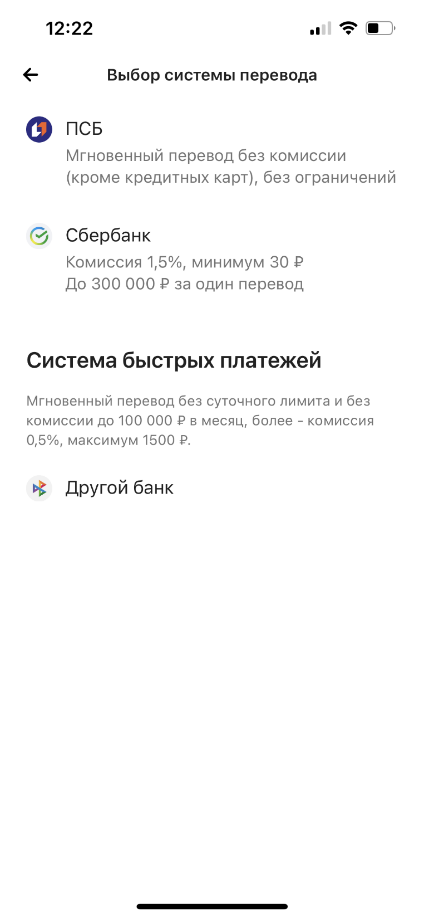 12:22
Выбор системы перевода
ПСБ
Мгновенный перевод без комиссии
(кроме кредитных карт), без ограничений
Сбербанк
Комиссия 1,5%, минимум 30 ₽
До 300 000 ₽ за один перевод
Система быстрых платежей
Мгновенный перевод без суточного лимита и без
комиссии до 100 000 ₽ в месяц, более - комиссия
0,5%, максимум 1500 ₽.
Другой банк